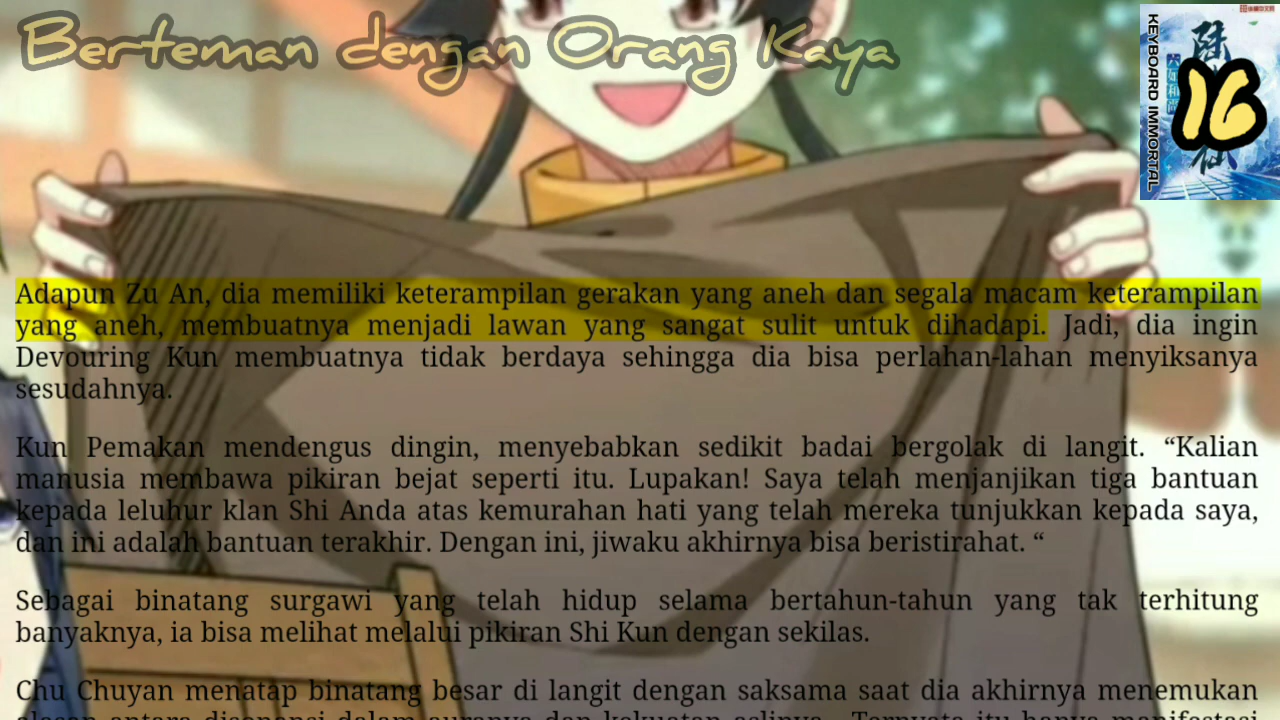 Berteman dengan Orang Kaya
KEYBOARD IMMORTAL
16
Adapun Zu An, dia memiliki keterampilan gerakan yang aneh dan segala macam keterampilan
yang aneh, membuatnya menjadi lawan yang sangat sulit untuk dihadapi. Jadi, dia ingin
Devouring Kun membuatnya tidak berdaya sehingga dia bisa perlahan-lahan menyiksanya
sesudahnya.
Kun Pemakan mendengus dingin, menyebabkan sedikit badai bergolak di langit. “Kalian
manusia membawa pikiran bejat seperti itu. Lupakan! Saya telah menjanjikan tiga bantuan
kepada leluhur klan Shi Anda atas kemurahan hati yang telah mereka tunjukkan kepada saya,
dan ini adalah bantuan terakhir. Dengan ini, jiwaku akhirnya bisa beristirahat. “
Sebagai binatang surgawi yang telah hidup selama bertahun-tahun yang tak terhitung
banyaknya, ia bisa melihat melalui pikiran Shi Kun dengan sekilas.
Chu Chuyan menatap binatang besar di langit dengan saksama saat dia akhirnya menemukan